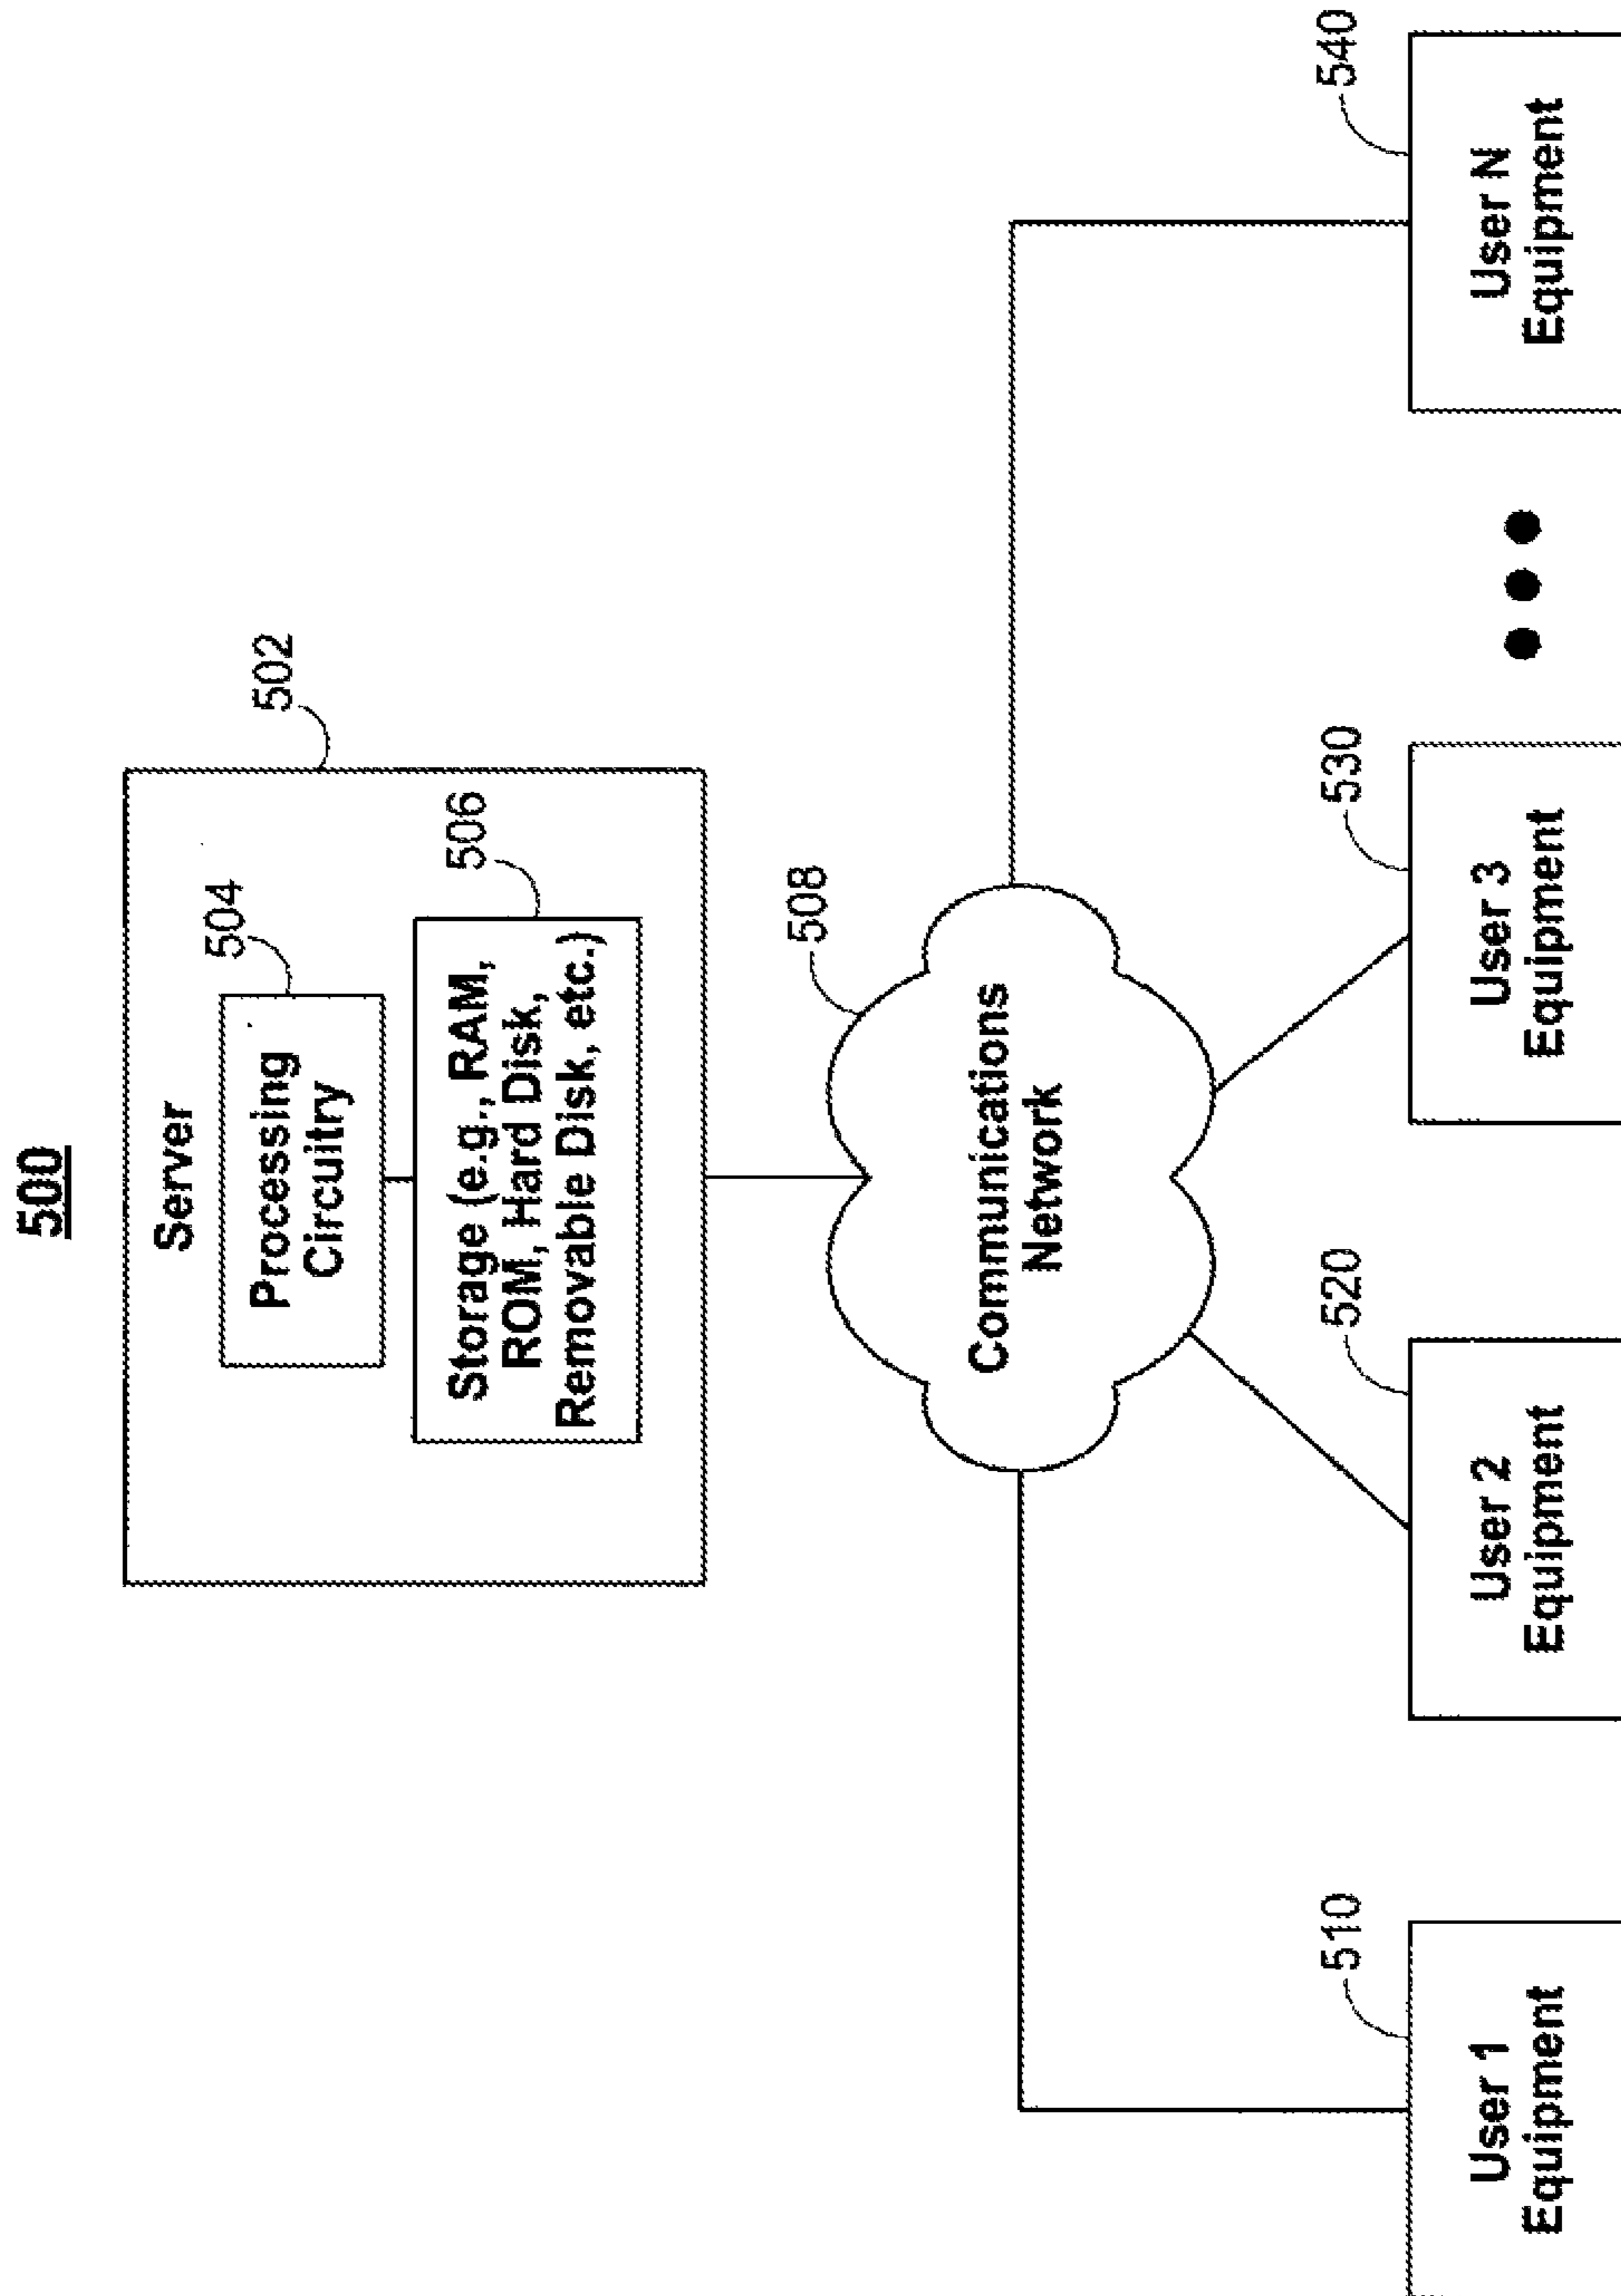 500
502
Server
504
Processing
Circuitry
506
Storage (e.g., RAM,
ROM, Hard Disk,
Removable Disk, etc.)
508
Communications
Network
510
User 1
Equipment
520
User 2
Equipment
530
User 3
Equipment
540
User N
Equipment